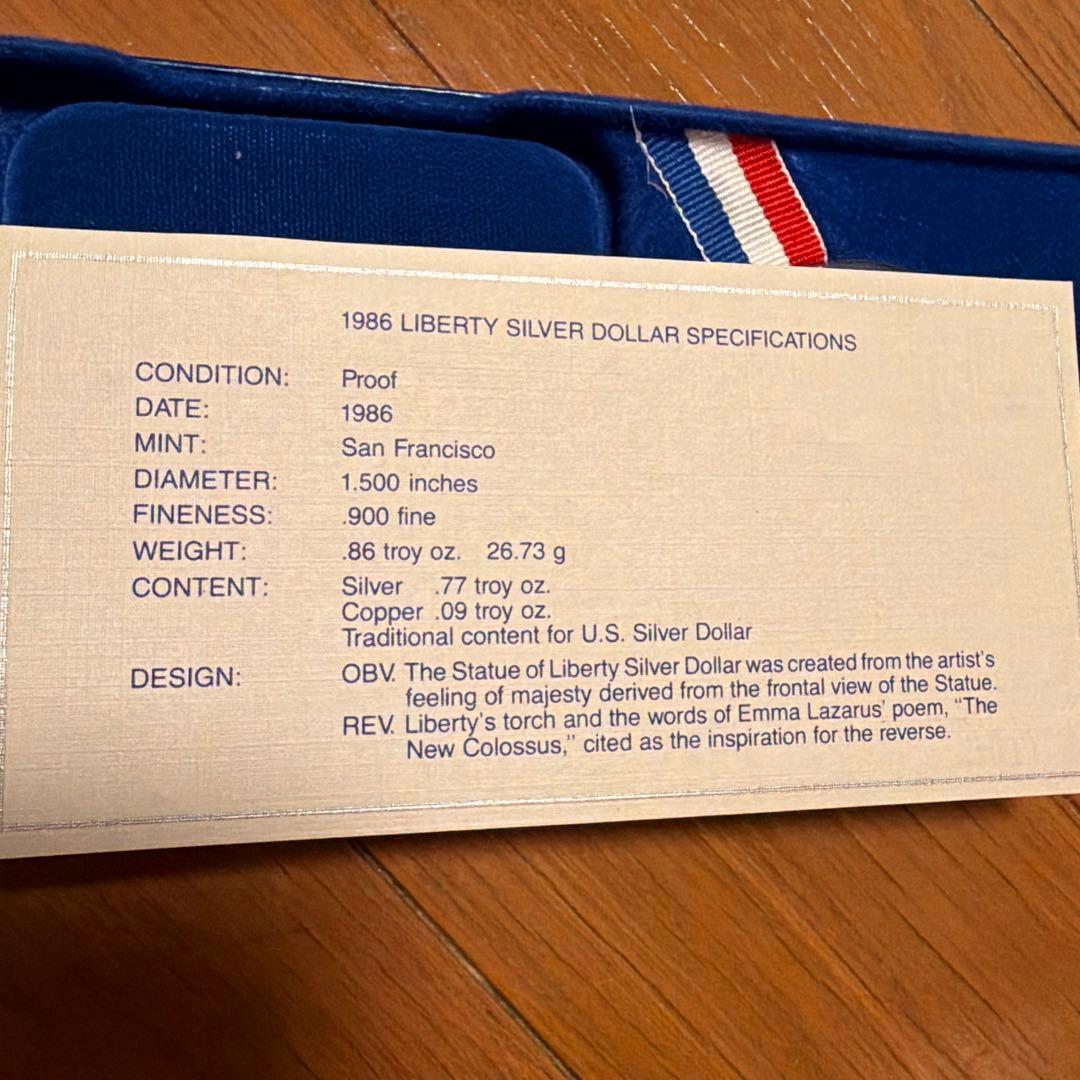 1986 LIBERTY SILVER DOLLAR SPECIFICATIONS
CONDITION: Proof
DATE: 1986
MINT: San Francisco
DIAMETER: 1.500 inches
FINENESS: .900 fine
WEIGHT: .86 troy oz. 26.73 g
CONTENT: Silver .77 troy oz.
Copper .09 troy oz.
Traditional content for U.S. Silver Dollar
DESIGN: OBV. The Statue of Liberty Silver Dollar was created from the artist's
feeling of majesty derived from the frontal view of the Statue.
REV. Liberty's torch and the words of Emma Lazarus' poem, "The
New Colossus," cited as the inspiration for the reverse.